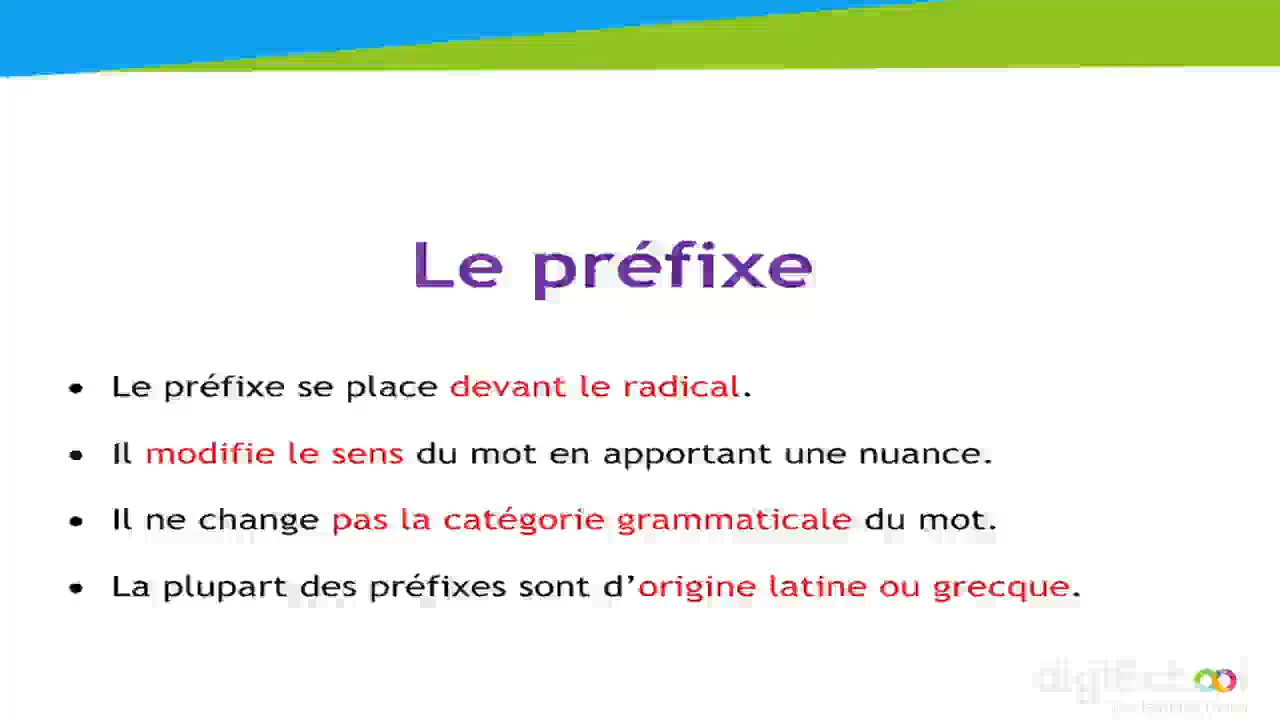 Le préfixe
Le préfixe se place devant le radical.
Il modifie le sens du mot en apportant une nuance.
Il ne change pas la catégorie grammaticale du mot.
La plupart des préfixes sont d’origine latine ou grecque.
digiSchool